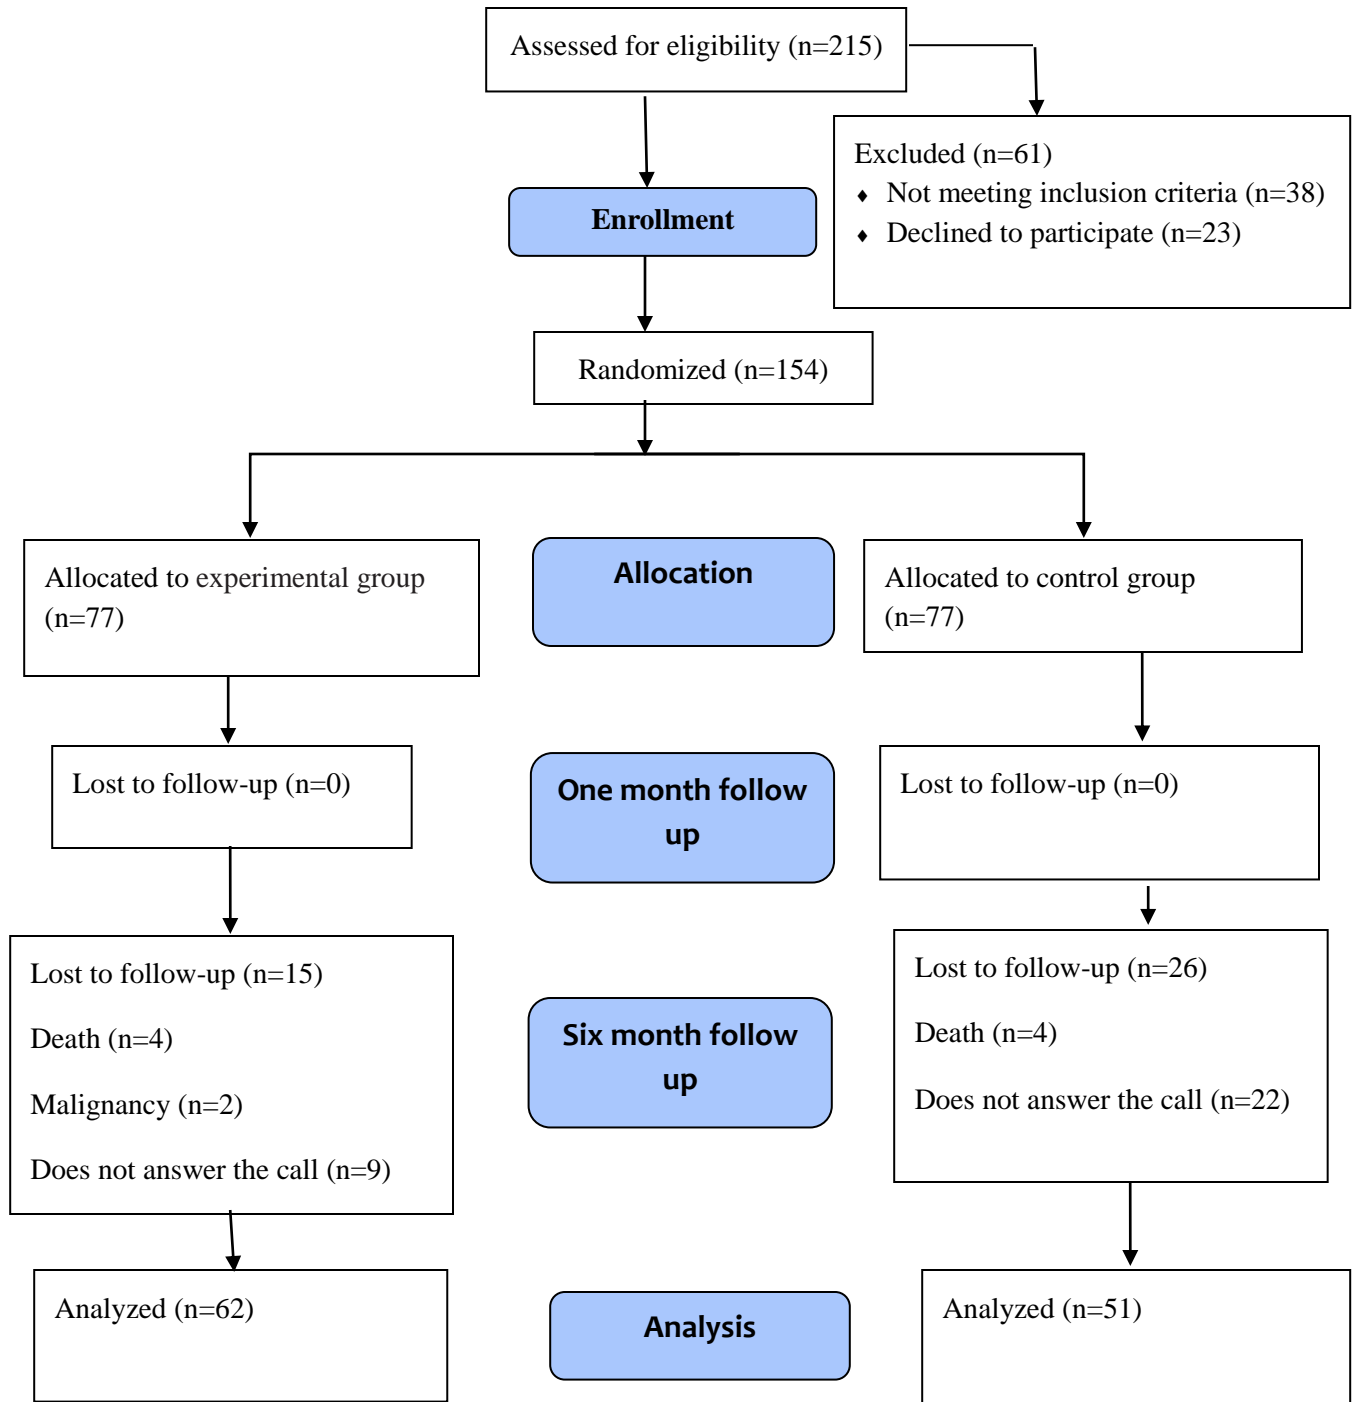 Assessed for eligibility (n=215)
Excluded (n=61)
♦ Not meeting inclusion criteria (n=38)
♦ Declined to participate (n=23)
Enrollment
Randomized (n=154)
Allocated to experimental group
(n=77)
Allocation
Allocated to control group
(n=77)
Lost to follow-up (n=0)
One month follow
up
Lost to follow-up (n=0)
Lost to follow-up (n=15)
Death (n=4)
Malignancy (n=2)
Does not answer the call (n=9)
Six month follow
up
Lost to follow-up (n=26)
Death (n=4)
Does not answer the call (n=22)
Analyzed (n=62)
Analysis
Analyzed (n=51)